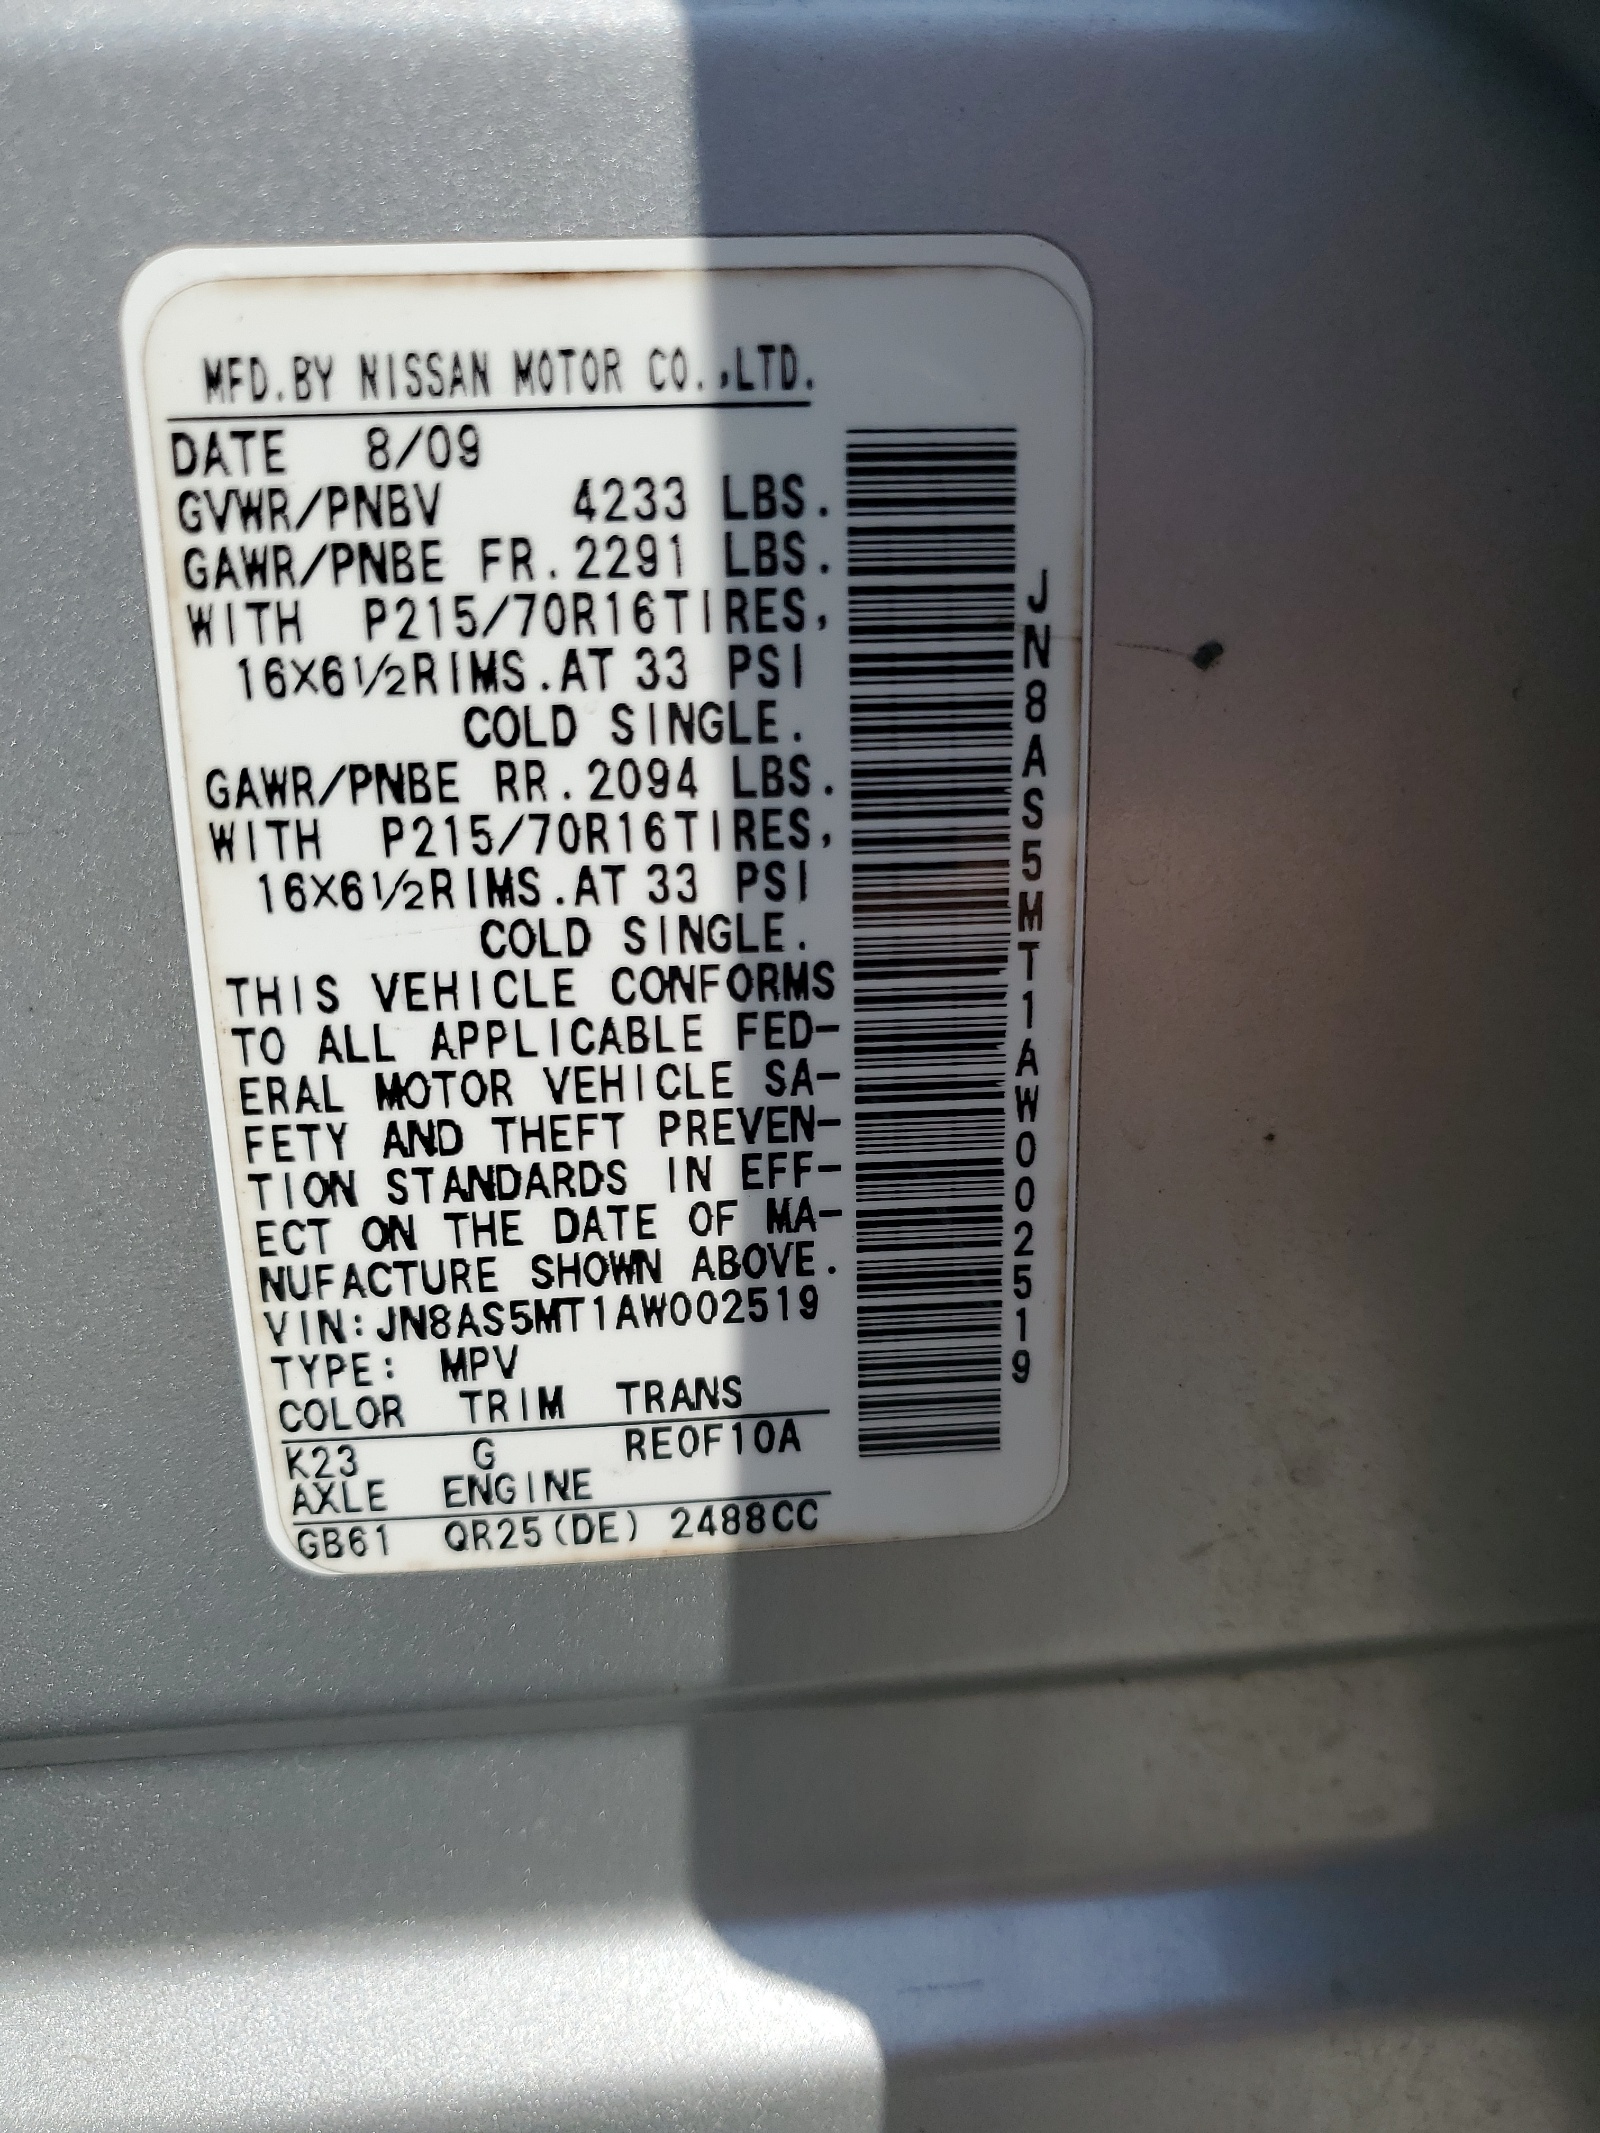 MFD.BY NISSAN MOTOR CO.,LTD.
DATE 8/09
GVWR/PNBV 4233 LBS.
GAWR/PNBE FR.2291 LBS.
WITH P215/70R16TIRES,
16X6½RIMS.AT 33 PSI
COLD SINGLE.
GAWR/PNBE RR.2094 LBS.
WITH P215/70R16TIRES,
16X6½RIMS.AT 33 PSI
COLD SINGLE.
THIS VEHICLE CONFORMS
TO ALL APPLICABLE FED-
ERAL MOTOR VEHICLE SA-
FETY AND THEFT PREVEN-
TION STANDARDS IN EFF-
ECT ON THE DATE OF MA-
NUFACTURE SHOWN ABOVE.
VIN:JN8AS5MT1AW002519
TYPE: MPV
COLOR TRIM TRANS
K23 G RE0F10A
AXLE ENGINE
GB61 QR25(DE) 2488CC
JN8AS5MT1AW002519